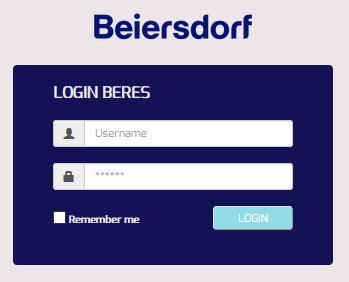 Beiersdorf
LOGIN BERES
Username
******
Remember me
LOGIN